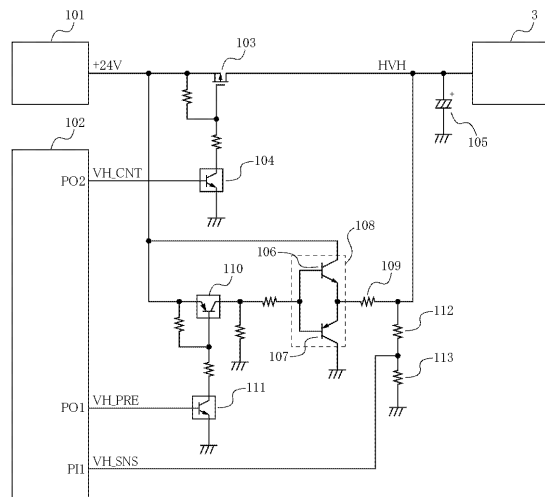 101
103
3
+24V
HVH
102
105
PO2
VH_CNT
104
106
108
110
109
112
107
113
PO1
VH_PRE
111
PI1
VH_SNS
+